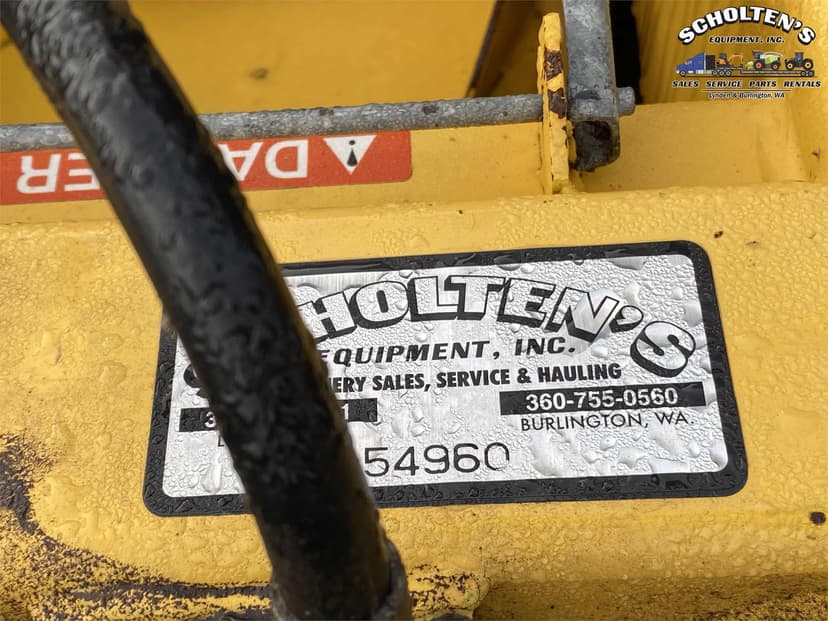 SCHOLTEN'S
EQUIPMENT, INC.
SALES SERVICE PARTS RENTALS
Lynden & Burlington, WA
DANGER
HOLTEN'S
EQUIPMENT, INC.
ERY SALES, SERVICE & HAULING
360-755-0560
BURLINGTON, WA.
54960